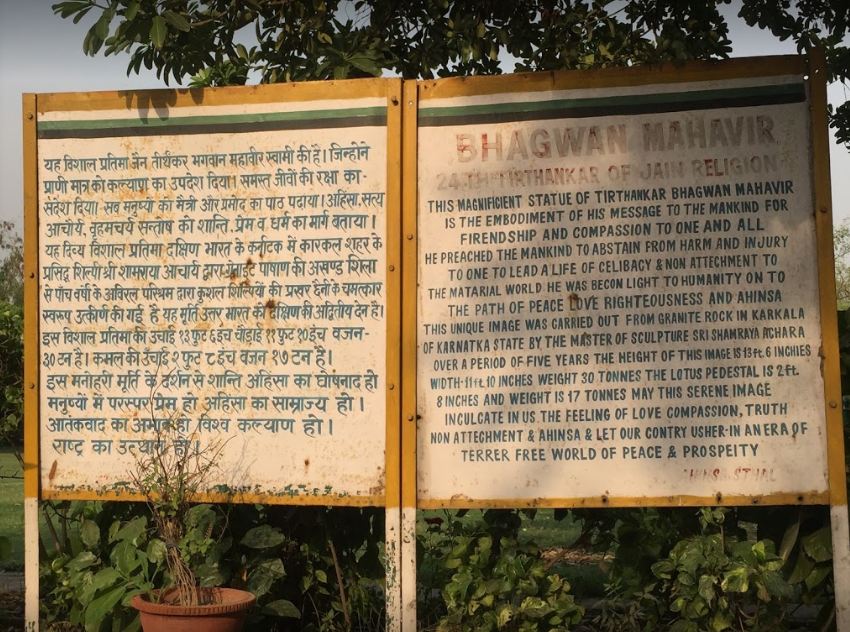 यह विशाल प्रतिमा जैन तीर्थंकर भगवान महावीर स्वामी की है। जिन्होंने
प्राणी मात्र की कल्याण का उपदेश दिया। समस्त जीवों की रक्षा का-
संदेश दिया। सब मनुष्यों को मैत्री और प्रमोद का पाठ पढ़ाया। अहिंसा, सत्य
आचार्य, वृहमचर्य सन्तोष की शान्ति, प्रेम व धर्म का मार्ग बताया।
यह दिव्य विशाल प्रतिमा दक्षिण भारत के कर्नाटक में कारकल शहर के
प्रसिद्ध शिल्पी श्री शामराया आचार्य द्वारा ग्रेनाईट पाषाण की अखण्ड शिला
से पाँच वर्षो के अविरल परिश्रम द्वारा कुशल शिल्पियों की प्रखर छैनी के चमत्कार
स्वरूप उत्कीर्ण की गई है यह मूर्ति उत्तर भारत को दक्षिण की अद्वितीय देन है।
इस विशाल प्रतिमा की उचाई १३ फुट ६ इंच चौड़ाई ११ फुट १० इंच वजन-
३० टन है। कमल की उंचाई २ फुट ८ इंच वजन १७ टन है।
इस मनोहरी मूर्ति के दर्शन से शान्ति अहिसा का घोषनाद हो
मनुष्यों में परस्पर प्रेम हो अहिसा का साम्राज्य हो।
आतंकवाद का अभाव हो विश्व कल्याण हो।
राष्ट्र का उत्थान हो।
BHAGWAN MAHAVIR
24.TH TIRTHANKAR OF JAIN RELIGION
THIS MAGNIFICIENT STATUE OF TIRTHANKAR BHAGWAN MAHAVIR
IS THE EMBODIMENT OF HIS MESSAGE TO THE MANKIND FOR
FIRENDSHIP AND COMPASSION TO ONE AND ALL
HE PREACHED THE MANKIND TO ABSTAIN FROM HARM AND INJURY
TO ONE TO LEAD A LIFE OF CELIBACY & NON ATTECHMENT TO
THE MATARIAL WORLD HE WAS BECON LIGHT TO HUMANITY ON TO
THE PATH OF PEACE LOVE RIGHTEOUSNESS AND AHINSA
THIS UNIQUE IMAGE WAS CARRIED OUT FROM GRANITE ROCK IN KARKALA
OF KARNATKA STATE BY THE MASTER OF SCULPTURE SRI SHAMRAYA ACHARA
OVER A PERIOD OF FIVE YEARS THE HEIGHT OF THIS IMAGE IS 13 ft. 6 INCHIES
WIDTH-11 ft. 10 INCHES WEIGHT 30 TONNES THE LOTUS PEDESTAL IS 2 ft.
8 INCHES AND WEIGHT IS 17 TONNES MAY THIS SERENE IMAGE
INCULCATE IN US THE FEELING OF LOVE COMPASSION, TRUTH
NON ATTECHMENT & AHINSA & LET OUR CONTRY USHER-IN AN ERA OF
TERRER FREE WORLD OF PEACE & PROSPEITY